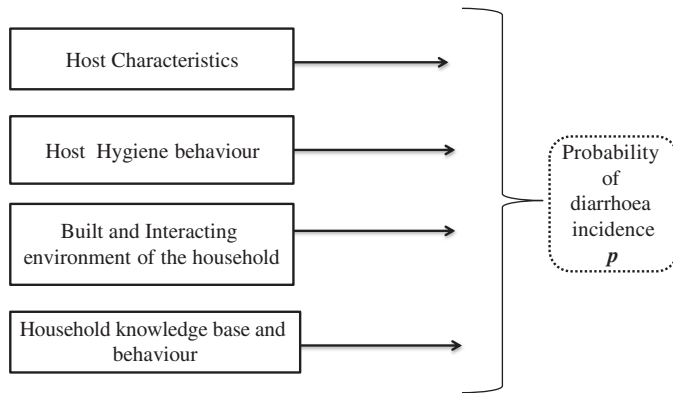 Host Characteristics
Host Hygiene behaviour
Built and Interacting
environment of the household
Household knowledge base and
behaviour
Probability
of
diarrhoea
incidence
p